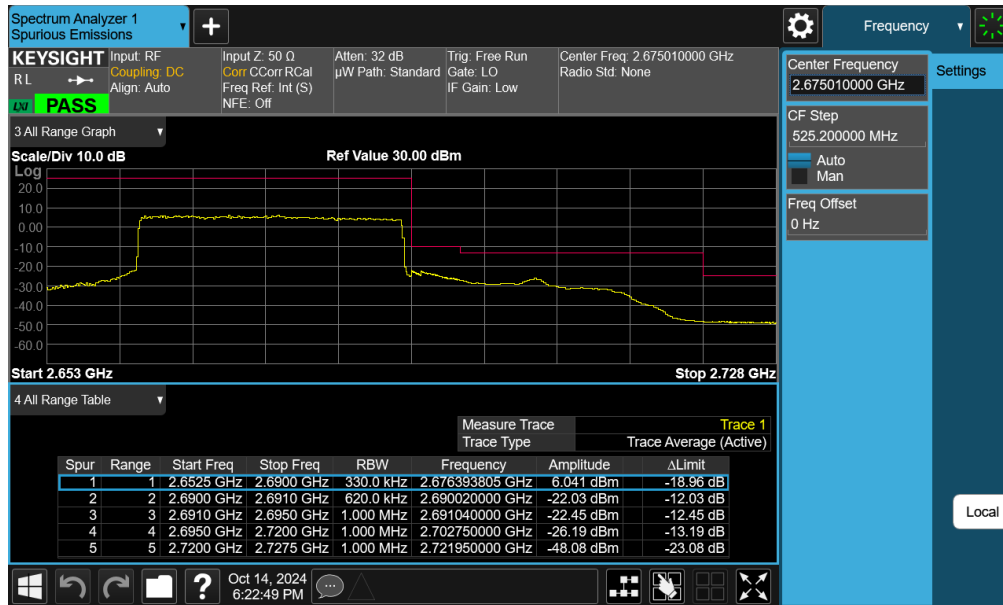 Spectrum Analyzer 1
Spurious Emissions
+
Frequency
KEYSIGHT Input: RF Input Z: 50 Ω Atten: 32 dB Trig: Free Run Center Freq: 2.675010000 GHz
R L Coupling: DC Corr CCorr RCal µW Path: Standard Gate: LO Radio Std: None
Align: Auto Freq Ref: Int (S) IF Gain: Low
LXI PASS NFE: Off
Center Frequency
2.675010000 GHz
Settings
CF Step
525.200000 MHz
Auto
Man
Freq Offset
0 Hz
3 All Range Graph
Scale/Div 10.0 dB Ref Value 30.00 dBm
Log
20.0
10.0
0.00
-10.0
-20.0
-30.0
-40.0
-50.0
-60.0
Start 2.653 GHz Stop 2.728 GHz
4 All Range Table
Measure Trace Trace 1
Trace Type Trace Average (Active)
Spur Range Start Freq Stop Freq RBW Frequency Amplitude ΔLimit
1 1 2.6525 GHz 2.6900 GHz 330.0 kHz 2.676393805 GHz 6.041 dBm -18.96 dB
2 2 2.6900 GHz 2.6910 GHz 620.0 kHz 2.690020000 GHz -22.03 dBm -12.03 dB
3 3 2.6910 GHz 2.6950 GHz 1.000 MHz 2.691040000 GHz -22.45 dBm -12.45 dB
4 4 2.6950 GHz 2.7200 GHz 1.000 MHz 2.702750000 GHz -26.19 dBm -13.19 dB
5 5 2.7200 GHz 2.7275 GHz 1.000 MHz 2.721950000 GHz -48.08 dBm -23.08 dB
Local
? Oct 14, 2024
6:22:49 PM